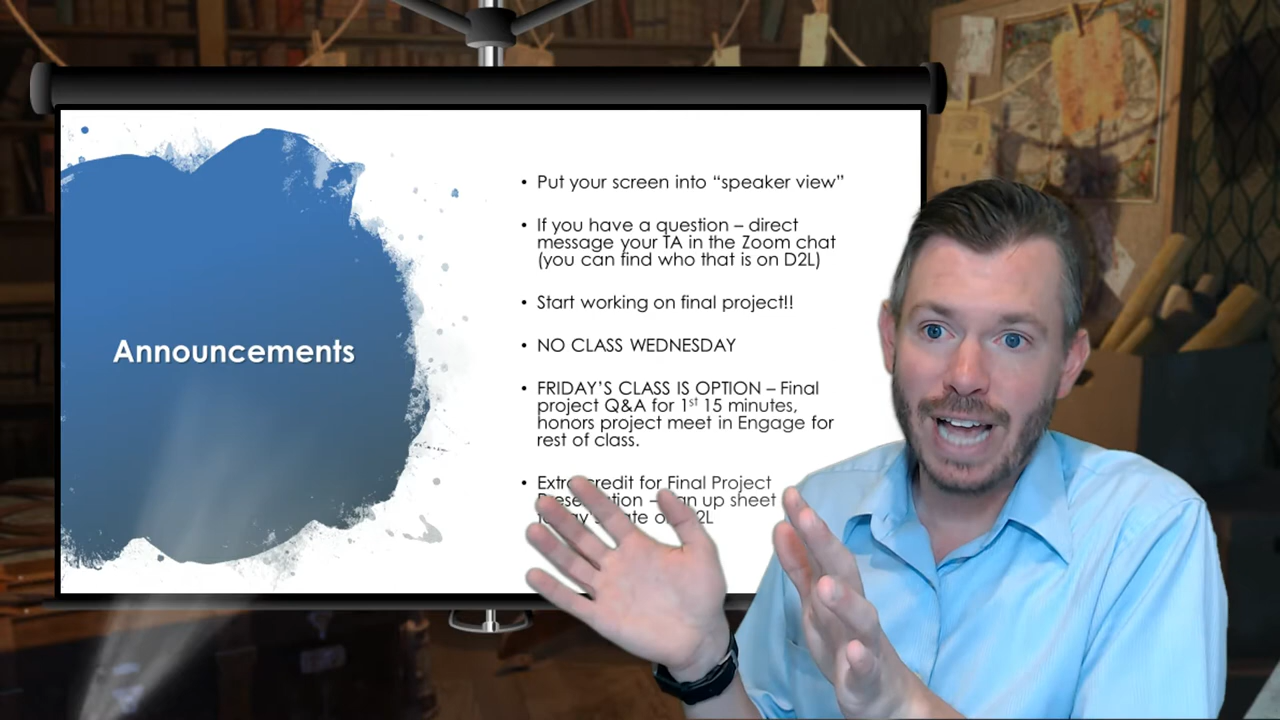 Announcements
• Put your screen into “speaker view”
• If you have a question – direct
message your TA in the Zoom chat
(you can find who that is on D2L)
• Start working on final project!!
• NO CLASS WEDNESDAY
• FRIDAY’S CLASS IS OPTION – Final
project Q&A for 1st 15 minutes,
honors project meet in Engage for
rest of class.
• Extra credit for Final Project
– sign up sheet